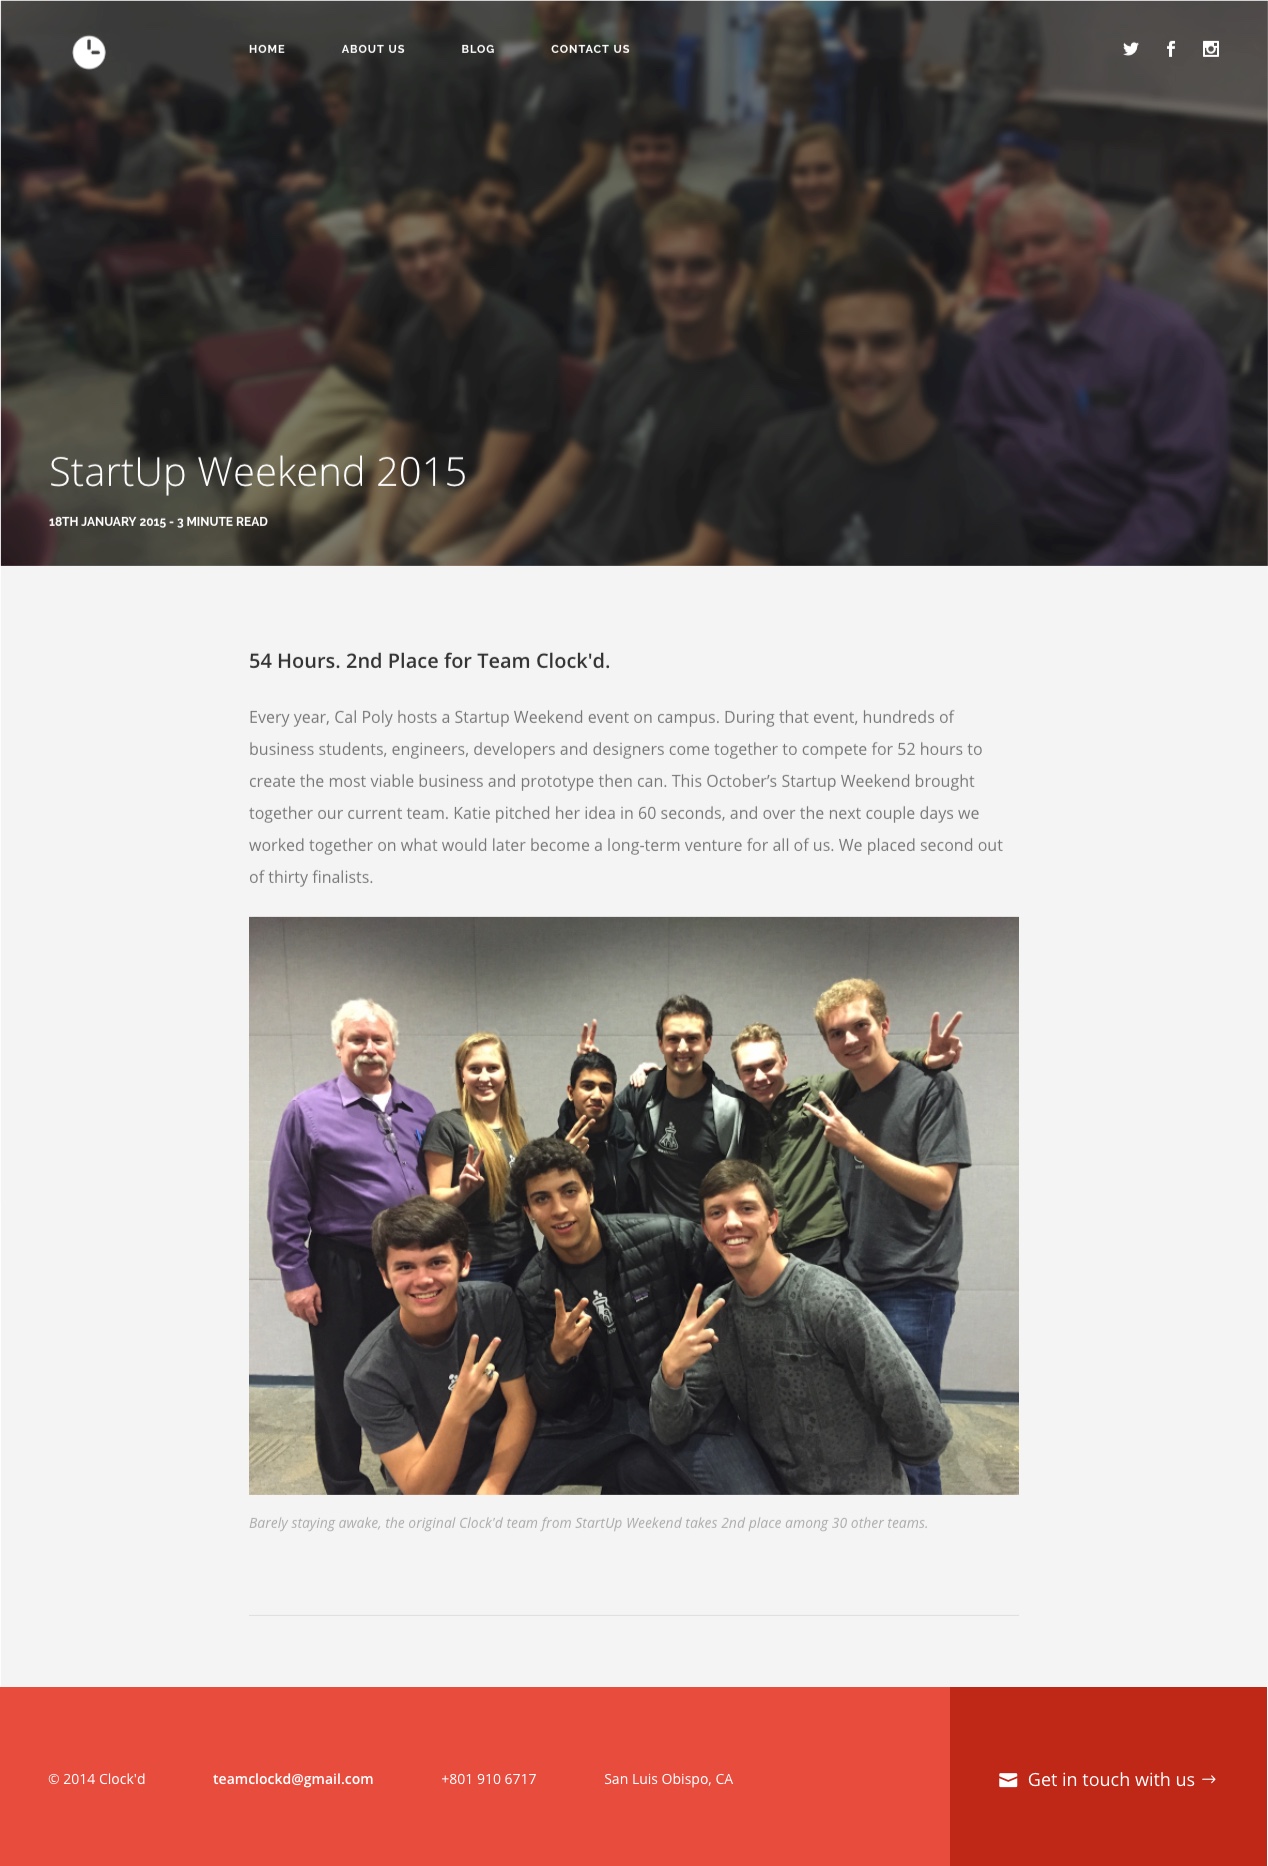 HOME ABOUT US BLOG CONTACT US
StartUp Weekend 2015
18TH JANUARY 2015 - 3 MINUTE READ
54 Hours. 2nd Place for Team Clock'd.
Every year, Cal Poly hosts a Startup Weekend event on campus. During that event, hundreds of
business students, engineers, developers and designers come together to compete for 52 hours to
create the most viable business and prototype then can. This October’s Startup Weekend brought
together our current team. Katie pitched her idea in 60 seconds, and over the next couple days we
worked together on what would later become a long-term venture for all of us. We placed second out
of thirty finalists.
Barely staying awake, the original Clock'd team from StartUp Weekend takes 2nd place among 30 other teams.
© 2014 Clock'd teamclockd@gmail.com +801 910 6717 San Luis Obispo, CA Get in touch with us →